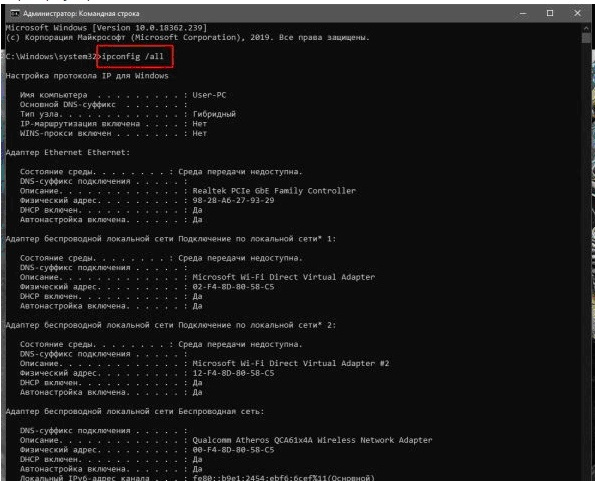 Администратор: Командная строка
Microsoft Windows [Version 10.0.18362.239]
(c) Корпорация Майкрософт (Microsoft Corporation), 2019. Все права защищены.
C:\Windows\system32>ipconfig /all
Настройка протокола IP для Windows
Имя компьютера . . . . . . . . . : User-PC
Основной DNS-суффикс . . . . . . :
Тип узла. . . . . . . . . . . . . : Гибридный
IP-маршрутизация включена . . . . : Нет
WINS-прокси включен . . . . . . . : Нет
Адаптер Ethernet Ethernet:
Состояние среды. . . . . . . . : Среда передачи недоступна.
DNS-суффикс подключения . . . . . :
Описание. . . . . . . . . . . . . : Realtek PCIe GbE Family Controller
Физический адрес. . . . . . . . . : 98-28-A6-27-93-29
DHCP включен. . . . . . . . . . . : Да
Автонастройка включена. . . . . . : Да
Адаптер беспроводной локальной сети Подключение по локальной сети* 1:
Состояние среды. . . . . . . . : Среда передачи недоступна.
DNS-суффикс подключения . . . . . :
Описание. . . . . . . . . . . . . : Microsoft Wi-Fi Direct Virtual Adapter
Физический адрес. . . . . . . . . : 02-F4-8D-80-58-C5
DHCP включен. . . . . . . . . . . : Да
Автонастройка включена. . . . . . : Да
Адаптер беспроводной локальной сети Подключение по локальной сети* 2:
Состояние среды. . . . . . . . : Среда передачи недоступна.
DNS-суффикс подключения . . . . . :
Описание. . . . . . . . . . . . . : Microsoft Wi-Fi Direct Virtual Adapter #2
Физический адрес. . . . . . . . . : 12-F4-8D-80-58-C5
DHCP включен. . . . . . . . . . . : Да
Автонастройка включена. . . . . . : Да
Адаптер беспроводной локальной сети Беспроводная сеть:
DNS-суффикс подключения . . . . . :
Описание. . . . . . . . . . . . . : Qualcomm Atheros QCA61x4A Wireless Network Adapter
Физический адрес. . . . . . . . . : 00-F4-8D-80-58-C5
DHCP включен. . . . . . . . . . . : Да
Автонастройка включена. . . . . . : Да
Локальный IPv6-адрес канала . . . : fe80::b9e1:2454:ebf6:6cef%11(Основной)